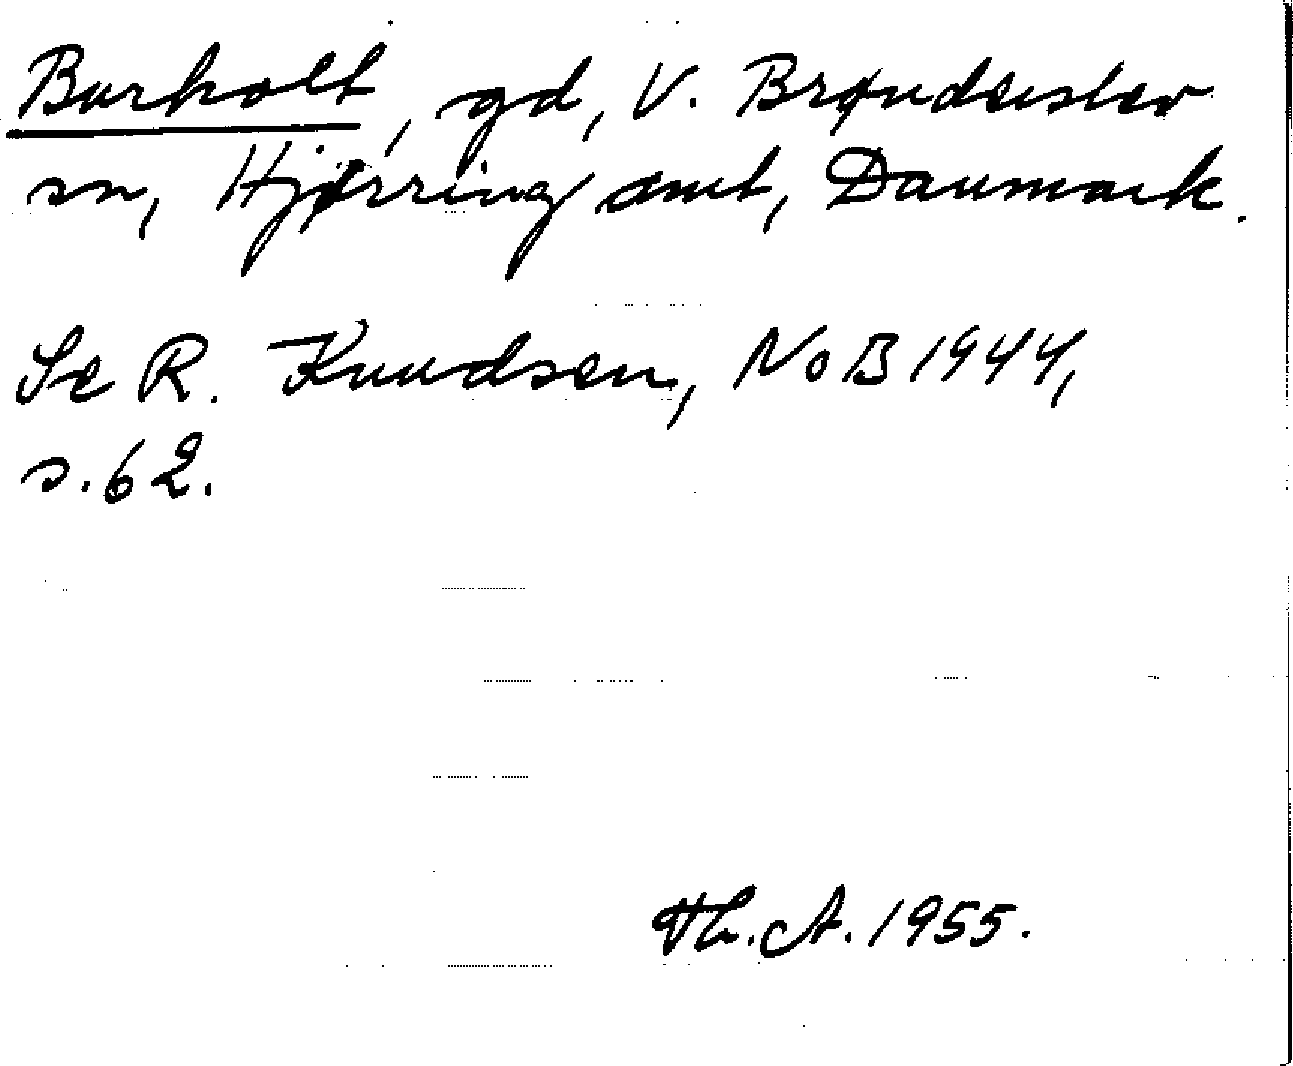 Burholt, gd, V. Brønderslev
sn, Hjørring amt, Danmark.
Se R. Knudsen, NoB 1944,
s. 62.
Th. A. 1955.